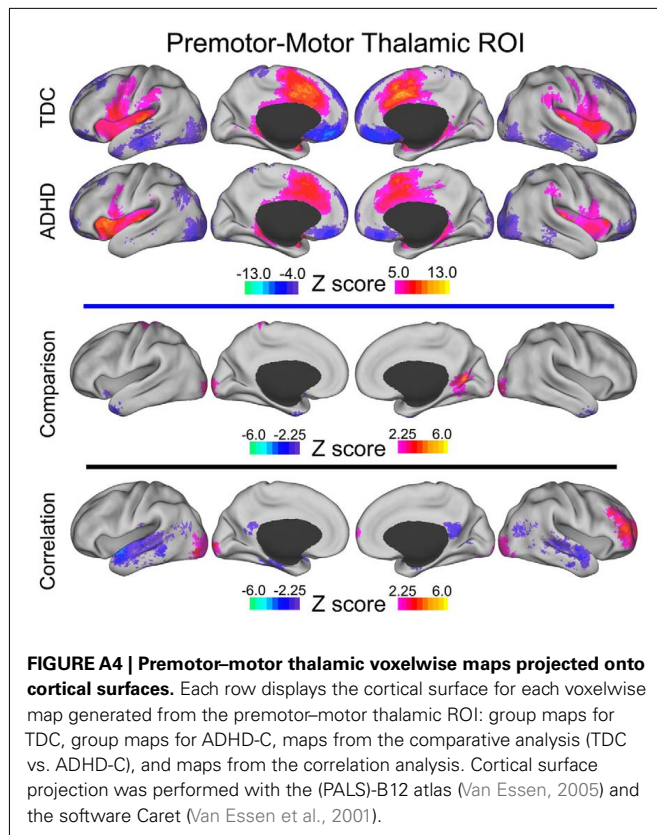 Premotor-Motor Thalamic ROI
TDC
ADHD
-13.0 -4.0 Z score 5.0 13.0
Comparison
-6.0 -2.25 Z score 2.25 6.0
Correlation
-6.0 -2.25 Z score 2.25 6.0
FIGURE A4 | Premotor–motor thalamic voxelwise maps projected onto
cortical surfaces. Each row displays the cortical surface for each voxelwise
map generated from the premotor–motor thalamic ROI: group maps for
TDC, group maps for ADHD-C, maps from the comparative analysis (TDC
vs. ADHD-C), and maps from the correlation analysis. Cortical surface
projection was performed with the (PALS)-B12 atlas (Van Essen, 2005) and
the software Caret (Van Essen et al., 2001).